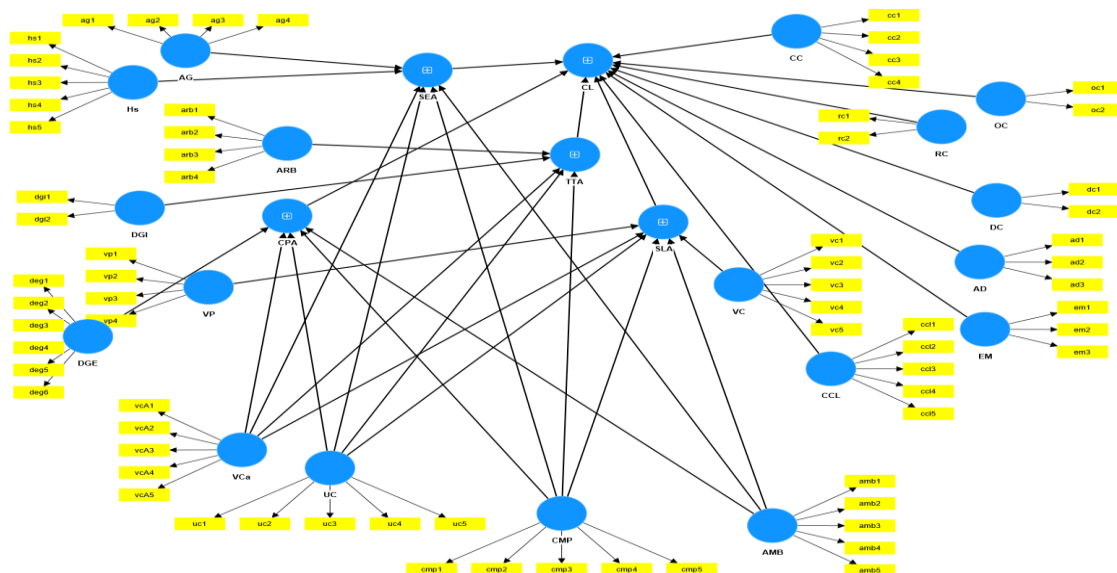 ag1
ag2
ag3
ag4
hs1
hs2
hs3
hs4
hs5
AG
Hs
SEA
CL
CC
cc1
cc2
cc3
cc4
oc1
oc2
OC
rc1
rc2
RC
arb1
arb2
arb3
arb4
ARB
TTA
dgi1
dgi2
DGI
CPA
SLA
dc1
dc2
DC
vp1
vp2
vp3
vp4
VP
vc1
vc2
vc3
vc4
vc5
VC
ad1
ad2
ad3
AD
deg1
deg2
deg3
deg4
deg5
deg6
DGE
em1
em2
em3
EM
ccl1
ccl2
ccl3
ccl4
ccl5
CCL
vcA1
vcA2
vcA3
vcA4
vcA5
VCa
UC
uc1
uc2
uc3
uc4
uc5
CMP
cmp1
cmp2
cmp3
cmp4
cmp5
AMB
amb1
amb2
amb3
amb4
amb5